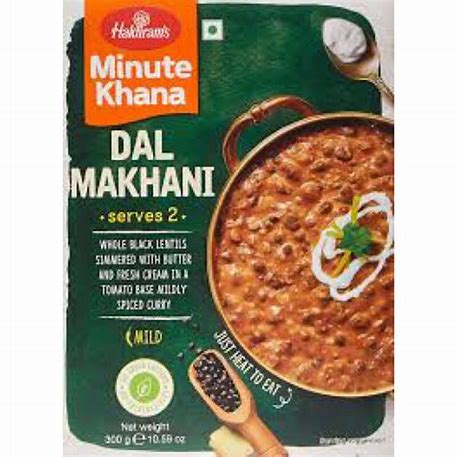 Haldiram's
Minute
Khana
DAL
MAKHANI
• serves 2 •
WHOLE BLACK LENTILS
SIMMERED WITH BUTTER
AND FRESH CREAM IN A
TOMATO BASE MILDLY
SPICED CURRY
MILD
JUST HEAT TO EAT
Net weight
300 g ℮ 10.59 oz